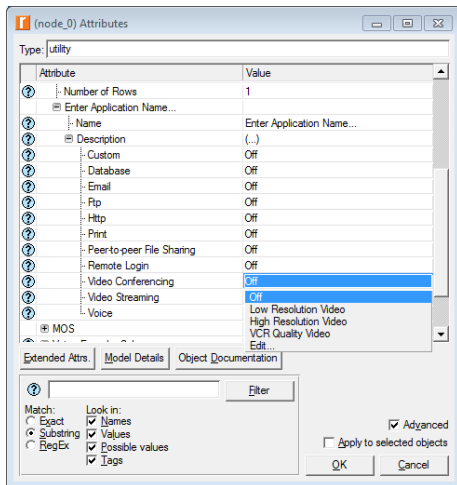 (node_0) Attributes
Type: utility
Attribute Value
Number of Rows 1
Enter Application Name...
Name Enter Application Name...
Description (...)
Custom Off
Database Off
Email Off
Ftp Off
Http Off
Print Off
Peer-to-peer File Sharing Off
Remote Login Off
Video Conferencing Off
Video Streaming Off
Voice Low Resolution Video
High Resolution Video
MOS VCR Quality Video
Edit...
Extended Attrs. Model Details Object Documentation
Filter
Match: Look in:
Exact Names
Substring Values
RegEx Possible values
Tags
Advanced
Apply to selected objects
OK Cancel